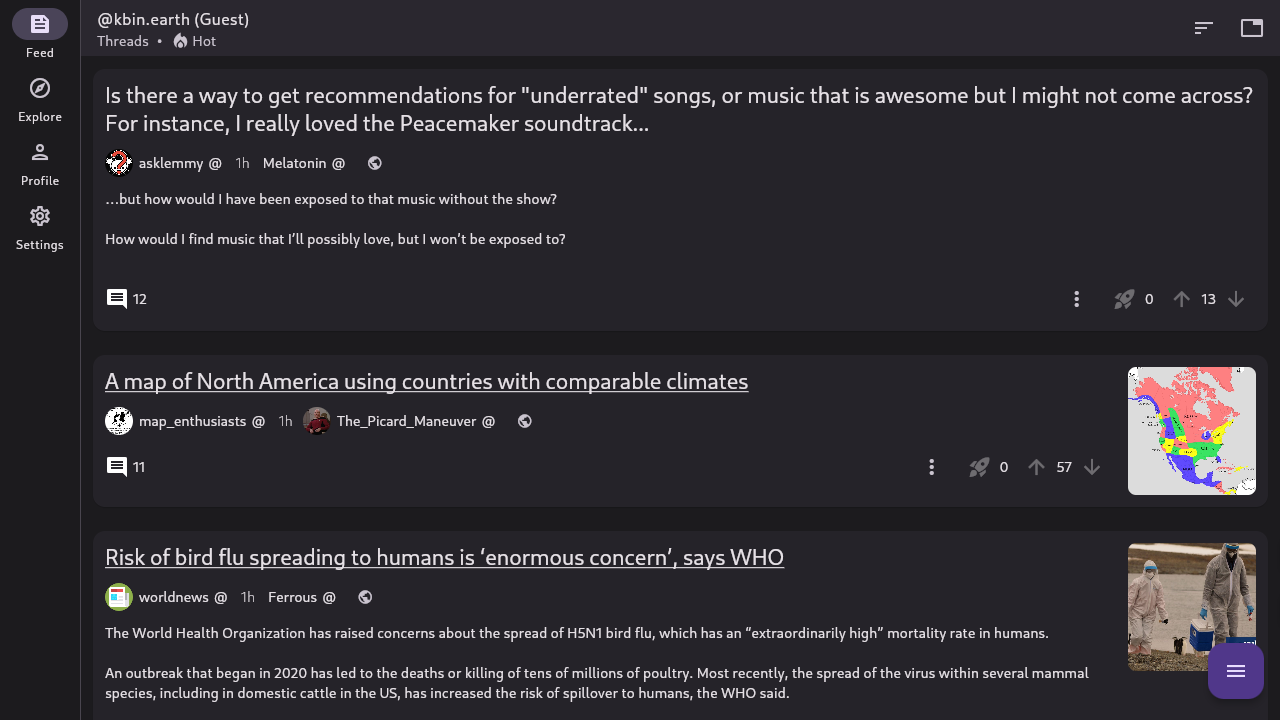 @kbin.earth (Guest)
Threads • Hot
Feed
Explore
Profile
Settings
Is there a way to get recommendations for "underrated" songs, or music that is awesome but I might not come across?
For instance, I really loved the Peacemaker soundtrack...
asklemmy @ 1h Melatonin @
...but how would I have been exposed to that music without the show?
How would I find music that I’ll possibly love, but I won’t be exposed to?
12
0 13
A map of North America using countries with comparable climates
map_enthusiasts @ 1h The_Picard_Maneuver @
11
0 57
Risk of bird flu spreading to humans is ‘enormous concern’, says WHO
worldnews @ 1h Ferrous @
The World Health Organization has raised concerns about the spread of H5N1 bird flu, which has an “extraordinarily high” mortality rate in humans.
An outbreak that began in 2020 has led to the deaths or killing of tens of millions of poultry. Most recently, the spread of the virus within several mammal
species, including in domestic cattle in the US, has increased the risk of spillover to humans, the WHO said.